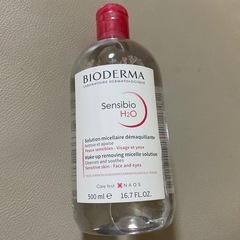 BIODERMA
LABORATOIRE DERMATOLOGIQUE
Sensibio
H2O
Solution micellaire démaquillante
Nettoie et apaise
Peaux sensibles - Visage et yeux
Make up removing micelle solution
Cleanses and soothes
Sensitive skin - Face and eyes
Care first NAOS
500 ml e 16.7 FL.OZ.